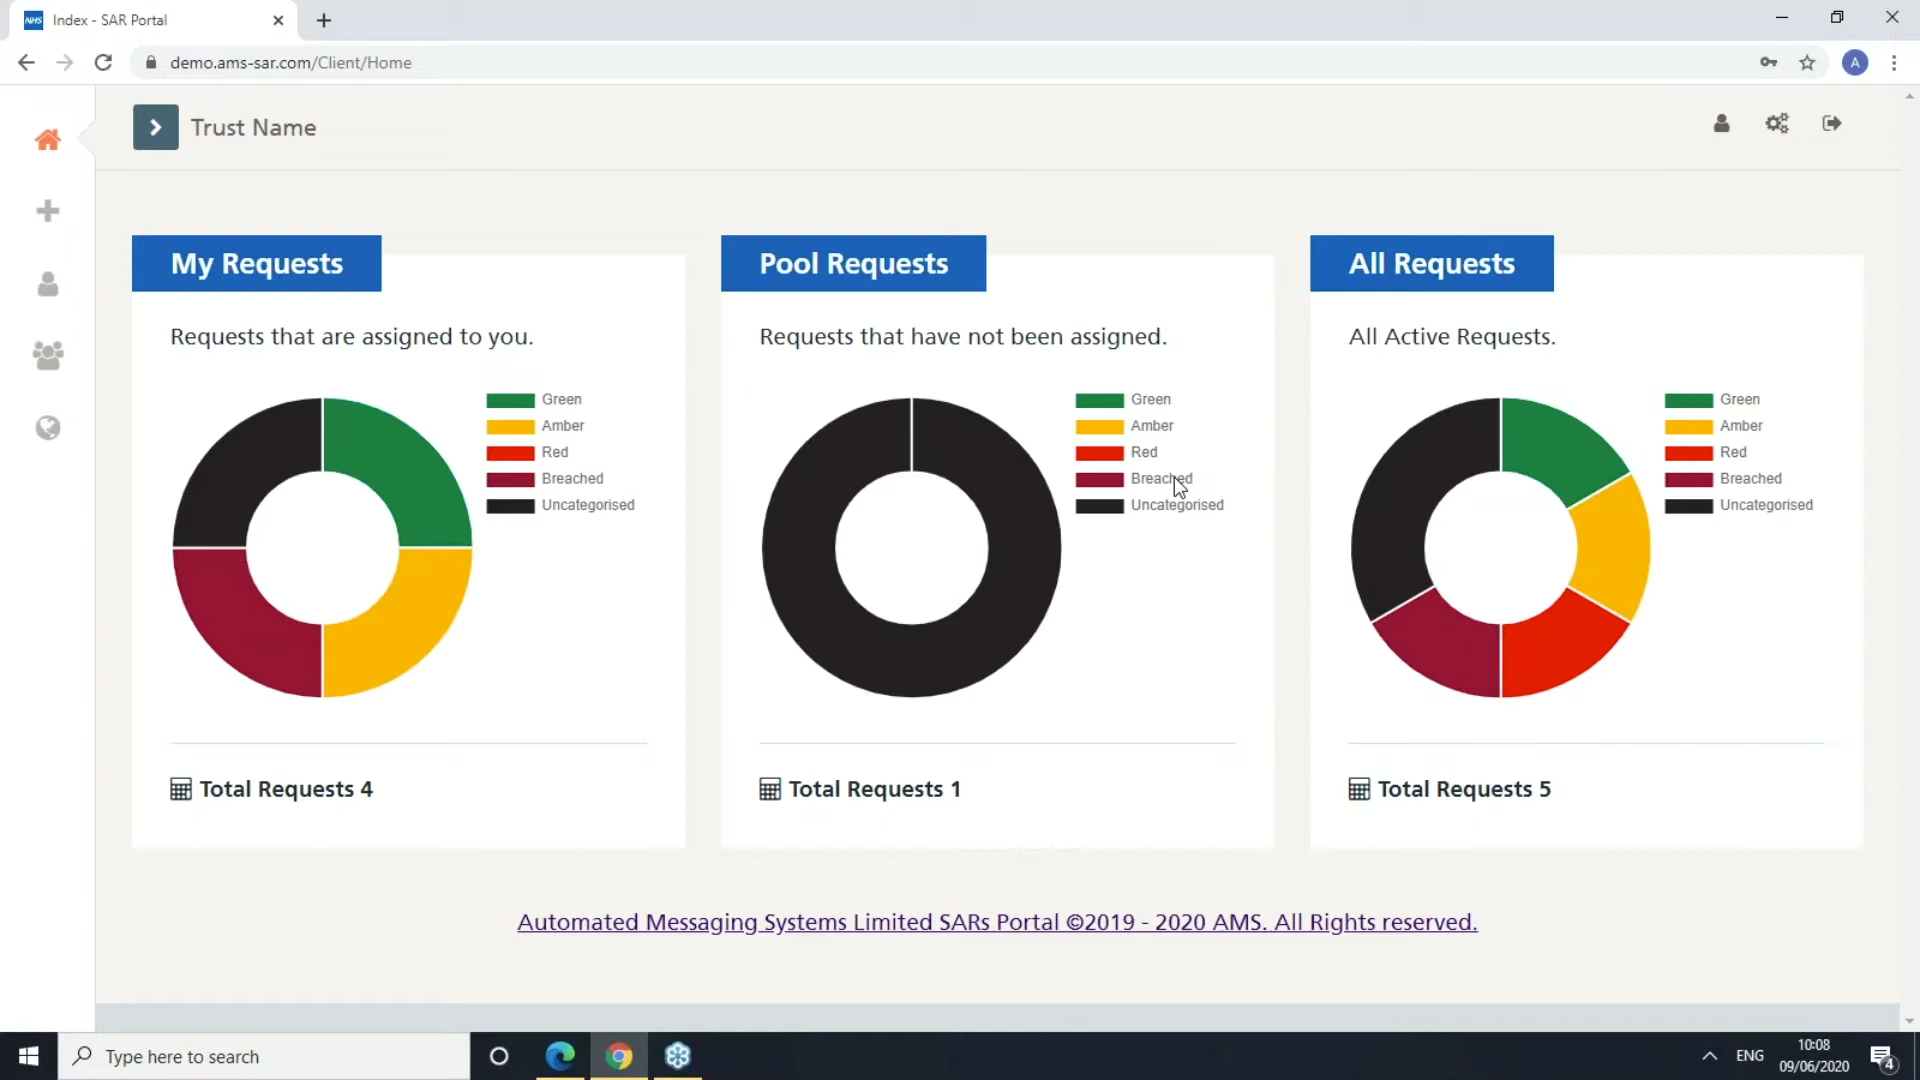 NHS Index - SAR Portal
demo.ams-sar.com/Client/Home
A
Trust Name
My Requests
Requests that are assigned to you.
Green
Amber
Red
Breached
Uncategorised
Total Requests 4
Pool Requests
Requests that have not been assigned.
Green
Amber
Red
Breached
Uncategorised
Total Requests 1
All Requests
All Active Requests.
Green
Amber
Red
Breached
Uncategorised
Total Requests 5
Automated Messaging Systems Limited SARs Portal ©2019 - 2020 AMS. All Rights reserved.
Type here to search
ENG
10:08
09/06/2020
4